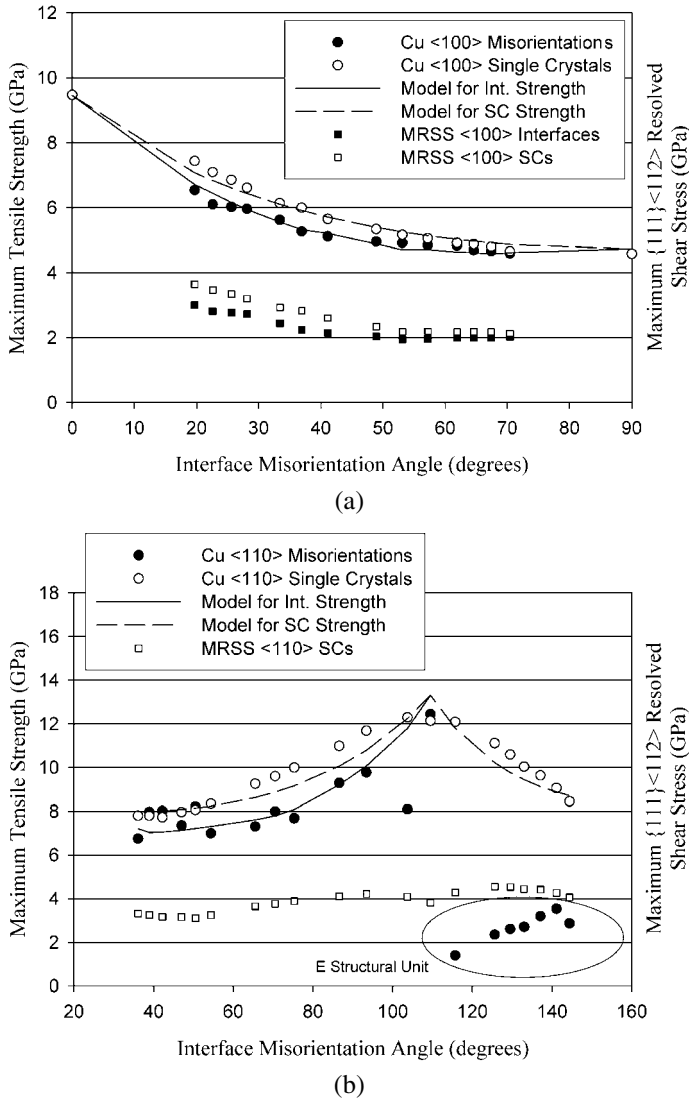 Cu <100> Misorientations
Cu <100> Single Crystals
Model for Int. Strength
Model for SC Strength
MRSS <100> Interfaces
MRSS <100> SCs
Maximum Tensile Strength (GPa)
Maximum {111}<112> Resolved
Shear Stress (GPa)
12
10
8
6
4
2
0
0 10 20 30 40 50 60 70 80 90
Interface Misorientation Angle (degrees)
(a)
Cu <110> Misorientations
Cu <110> Single Crystals
Model for Int. Strength
Model for SC Strength
MRSS <110> SCs
Maximum Tensile Strength (GPa)
Maximum {111}<112> Resolved
Shear Stress (GPa)
18
16
14
12
10
8
6
4
2
0
E Structural Unit
20 40 60 80 100 120 140 160
Interface Misorientation Angle (degrees)
(b)